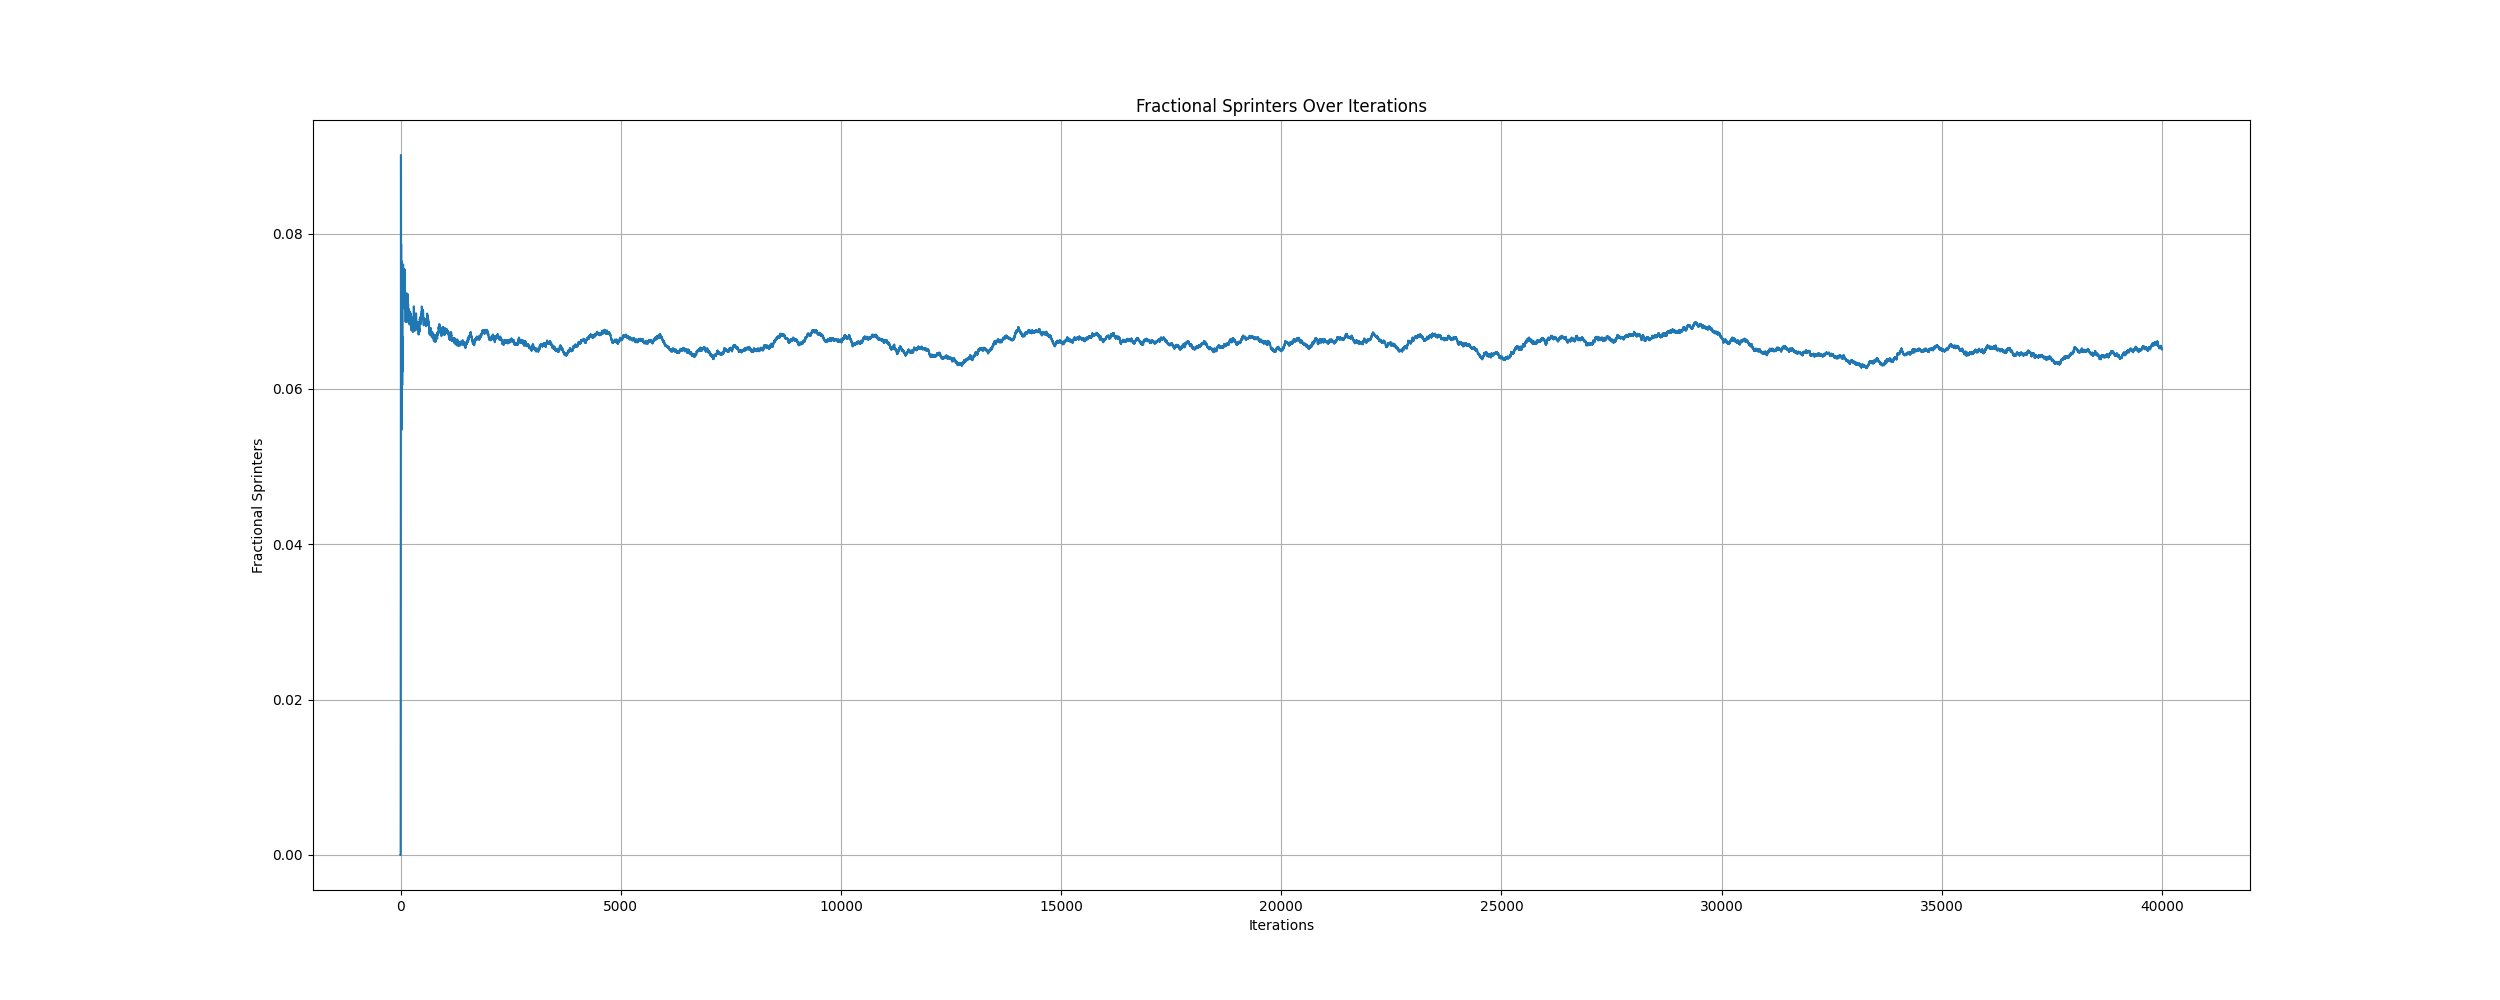 Fractional Sprinters Over Iterations
Fractional Sprinters
0.08
0.06
0.04
0.02
0.00
0 5000 10000 15000 20000 25000 30000 35000 40000
Iterations